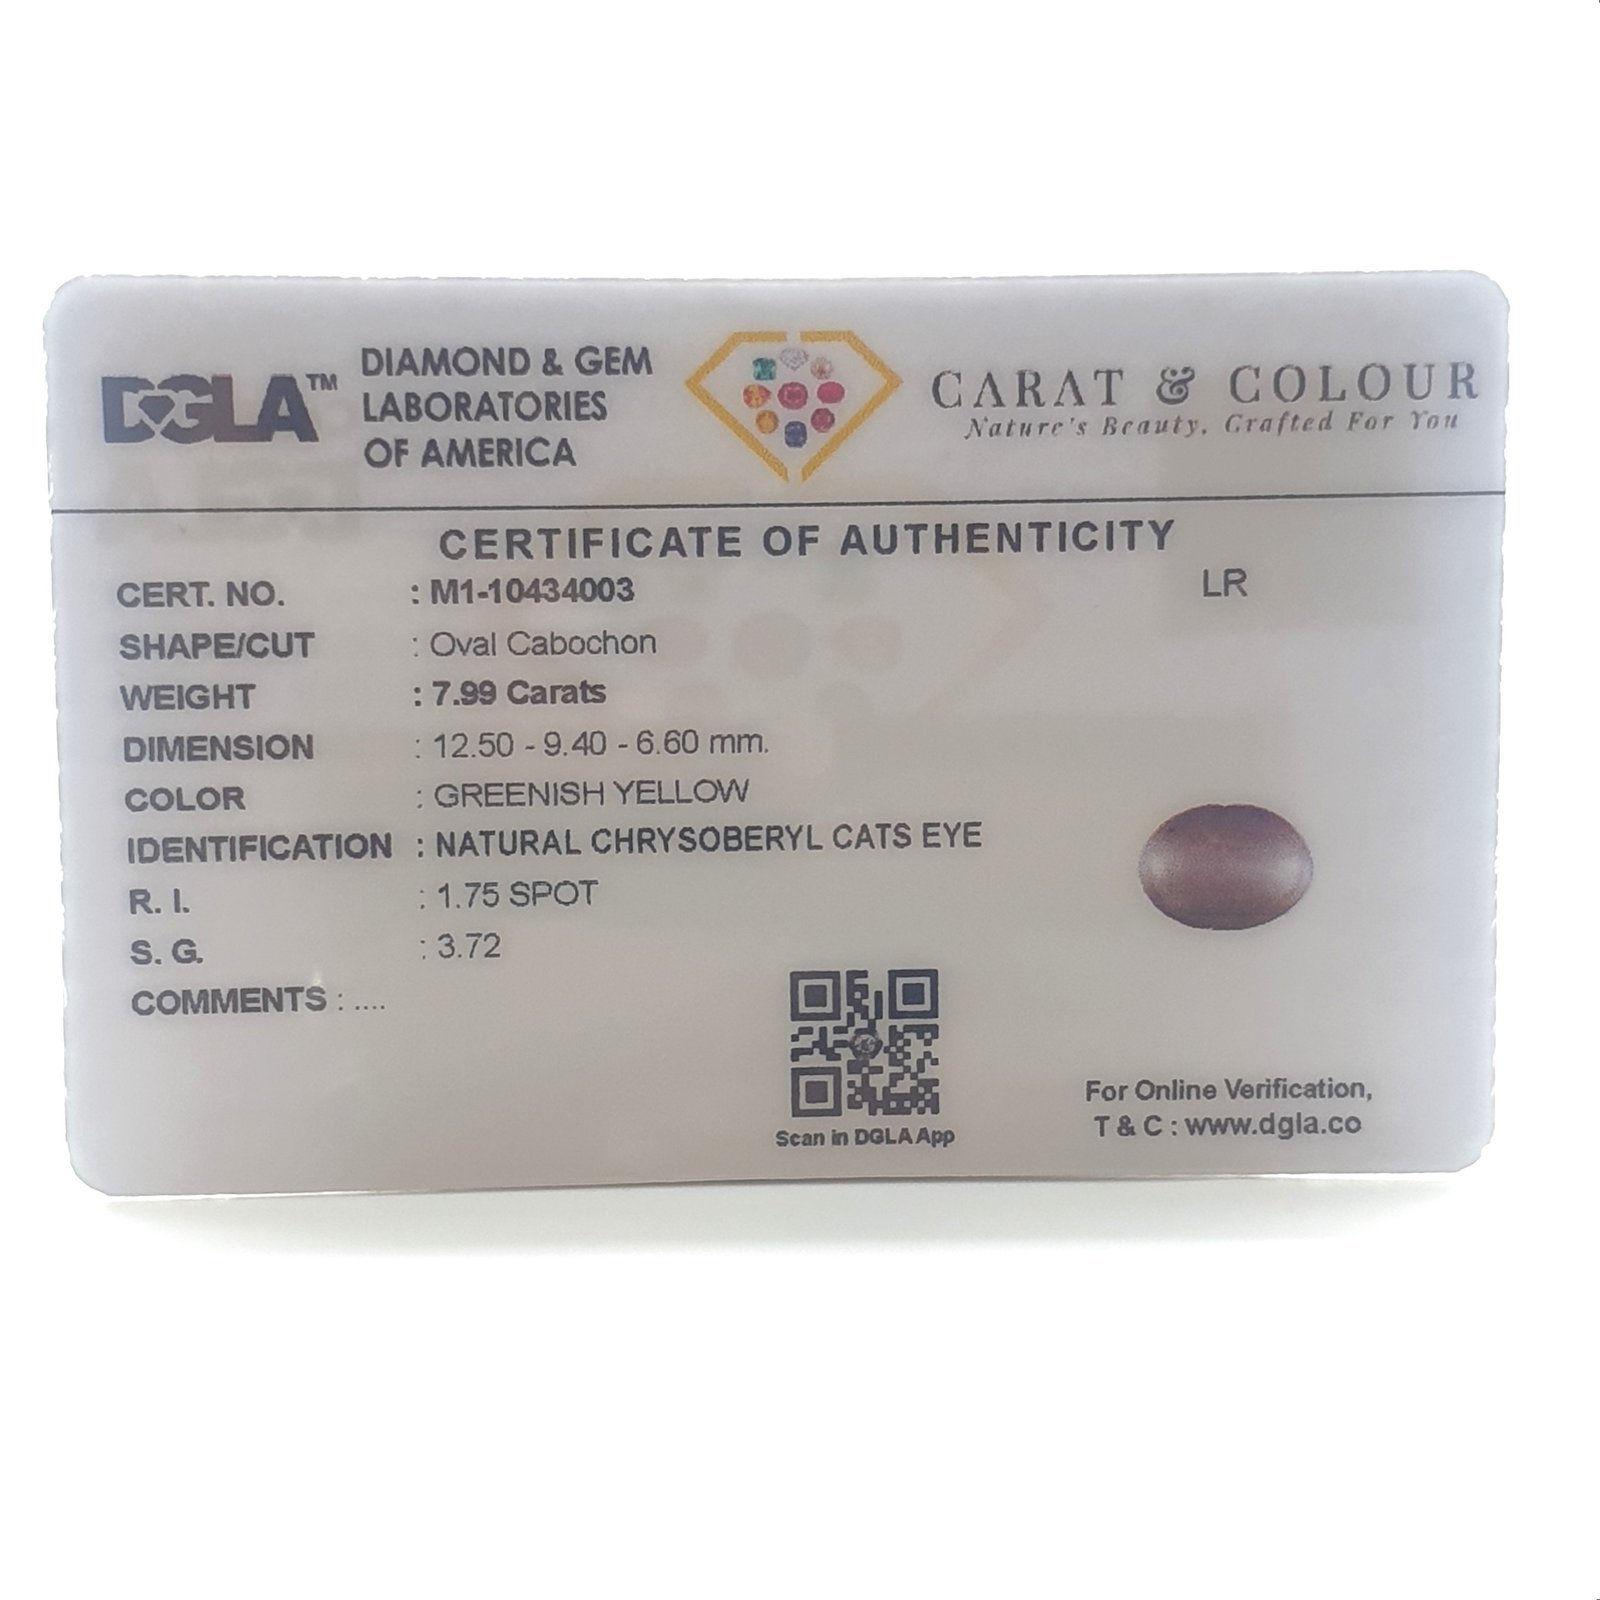 DGLA™
DIAMOND & GEM
LABORATORIES
OF AMERICA
CARAT & COLOUR
Nature's Beauty, Grafted For You
CERTIFICATE OF AUTHENTICITY
CERT. NO. : M1-10434003
LR
SHAPE/CUT : Oval Cabochon
WEIGHT : 7.99 Carats
DIMENSION : 12.50 - 9.40 - 6.60 mm.
COLOR : GREENISH YELLOW
IDENTIFICATION : NATURAL CHRYSOBERYL CATS EYE
R. I. : 1.75 SPOT
S. G. : 3.72
COMMENTS : ....
Scan in DGLA App
For Online Verification,
T & C : www.dgla.co